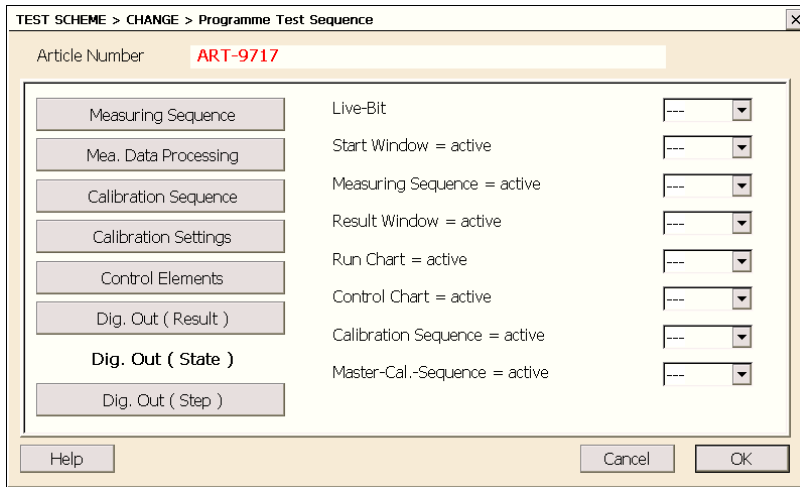 TEST SCHEME > CHANGE > Programme Test Sequence
Article Number ART-9717
Measuring Sequence
Mea. Data Processing
Calibration Sequence
Calibration Settings
Control Elements
Dig. Out ( Result )
Dig. Out ( State )
Dig. Out ( Step )
Live-Bit ---
Start Window = active ---
Measuring Sequence = active ---
Result Window = active ---
Run Chart = active ---
Control Chart = active ---
Calibration Sequence = active ---
Master-Cal.-Sequence = active ---
Help Cancel OK